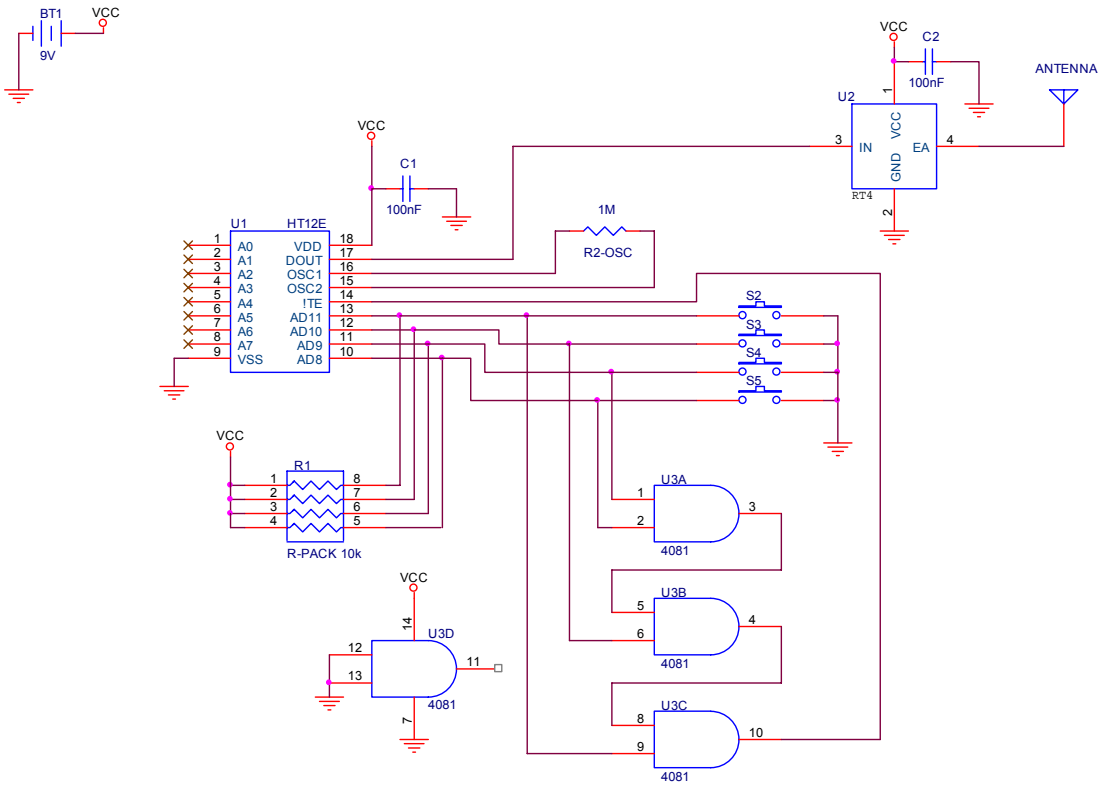 BT1
VCC
9V
VCC
C2
100nF
ANTENNA
U2
1
VCC
3
IN
GND
EA
4
RT4
2
VCC
C1
100nF
1M
R2-OSC
U1
HT12E
1
A0
VDD
18
2
A1
DOUT
17
3
A2
OSC1
16
4
A3
OSC2
15
5
A4
!TE
14
6
A5
AD11
13
7
A6
AD10
12
8
A7
AD9
11
9
VSS
AD8
10
S2
S3
S4
S5
VCC
R1
1
8
2
7
3
6
4
5
R-PACK 10k
U3A
1
3
2
4081
VCC
14
U3D
12
11
13
4081
7
U3B
5
4
6
4081
U3C
8
10
9
4081